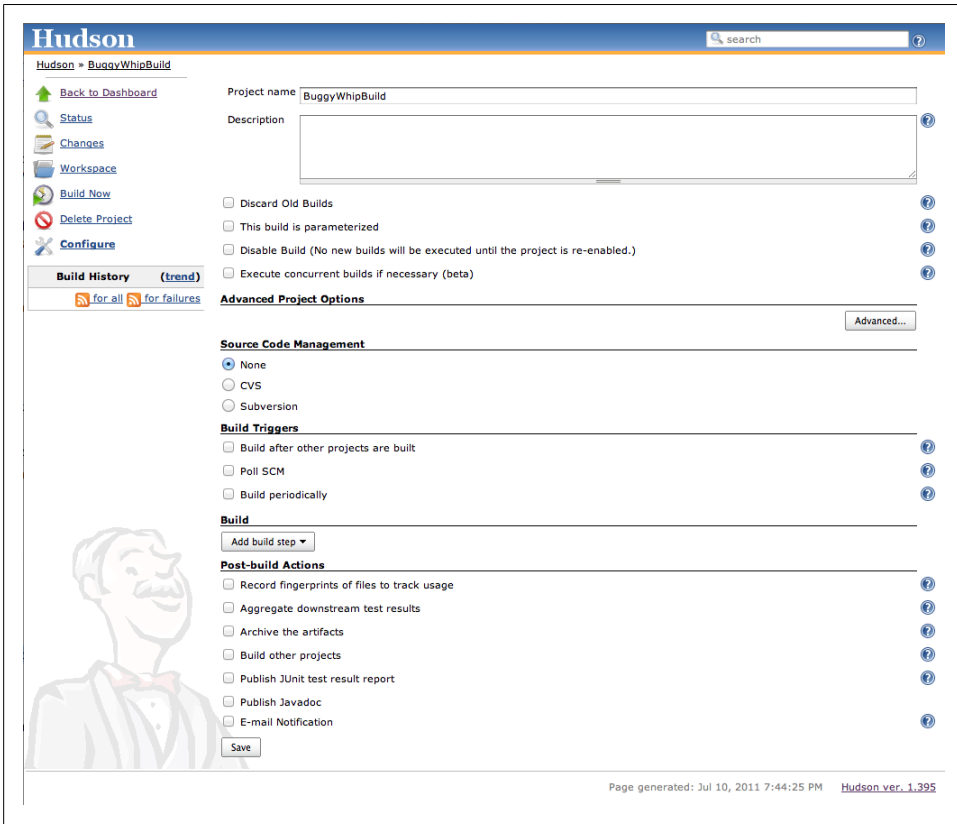 Hudson
search
Hudson » BuggyWhipBuild
Back to Dashboard
Status
Changes
Workspace
Build Now
Delete Project
Configure
Build History (trend)
for all for failures
Project name BuggyWhipBuild
Description
Discard Old Builds
This build is parameterized
Disable Build (No new builds will be executed until the project is re-enabled.)
Execute concurrent builds if necessary (beta)
Advanced Project Options
Advanced...
Source Code Management
None
CVS
Subversion
Build Triggers
Build after other projects are built
Poll SCM
Build periodically
Build
Add build step
Post-build Actions
Record fingerprints of files to track usage
Aggregate downstream test results
Archive the artifacts
Build other projects
Publish JUnit test result report
Publish Javadoc
E-mail Notification
Save
Page generated: Jul 10, 2011 7:44:25 PM Hudson ver. 1.395